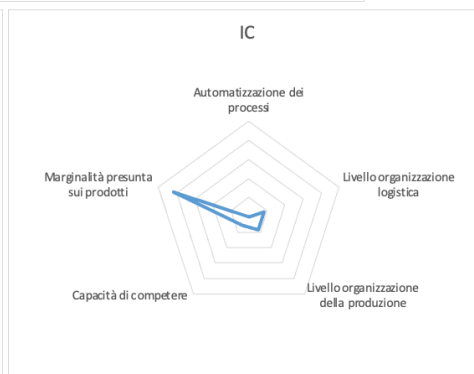 IC
Automatizzazione dei
processi
Livello organizzazione
logistica
Livello organizzazione
della produzione
Capacità di competere
Marginalità presunta
sui prodotti